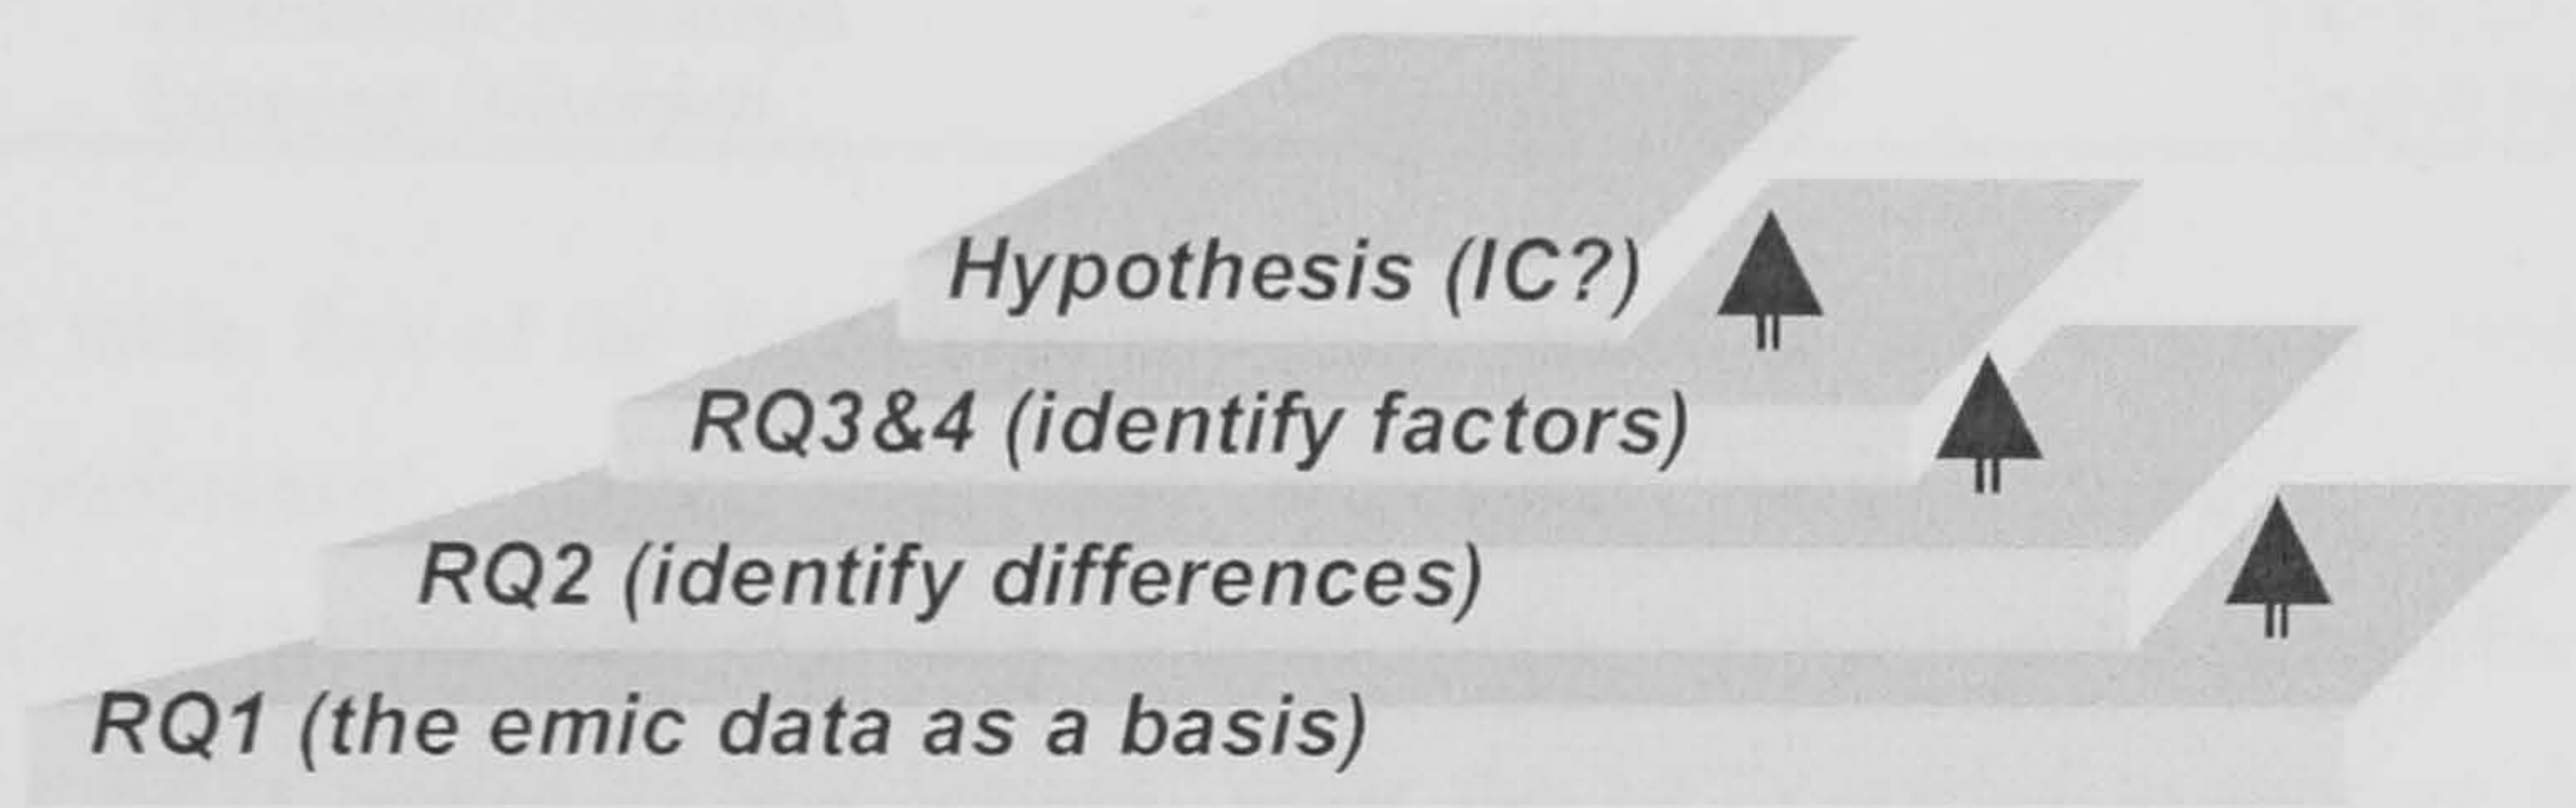 Hypothesis (IC?)
RQ3&4 (identify factors)
RQ2 (identify differences)
RQ1 (the emic data as a basis)